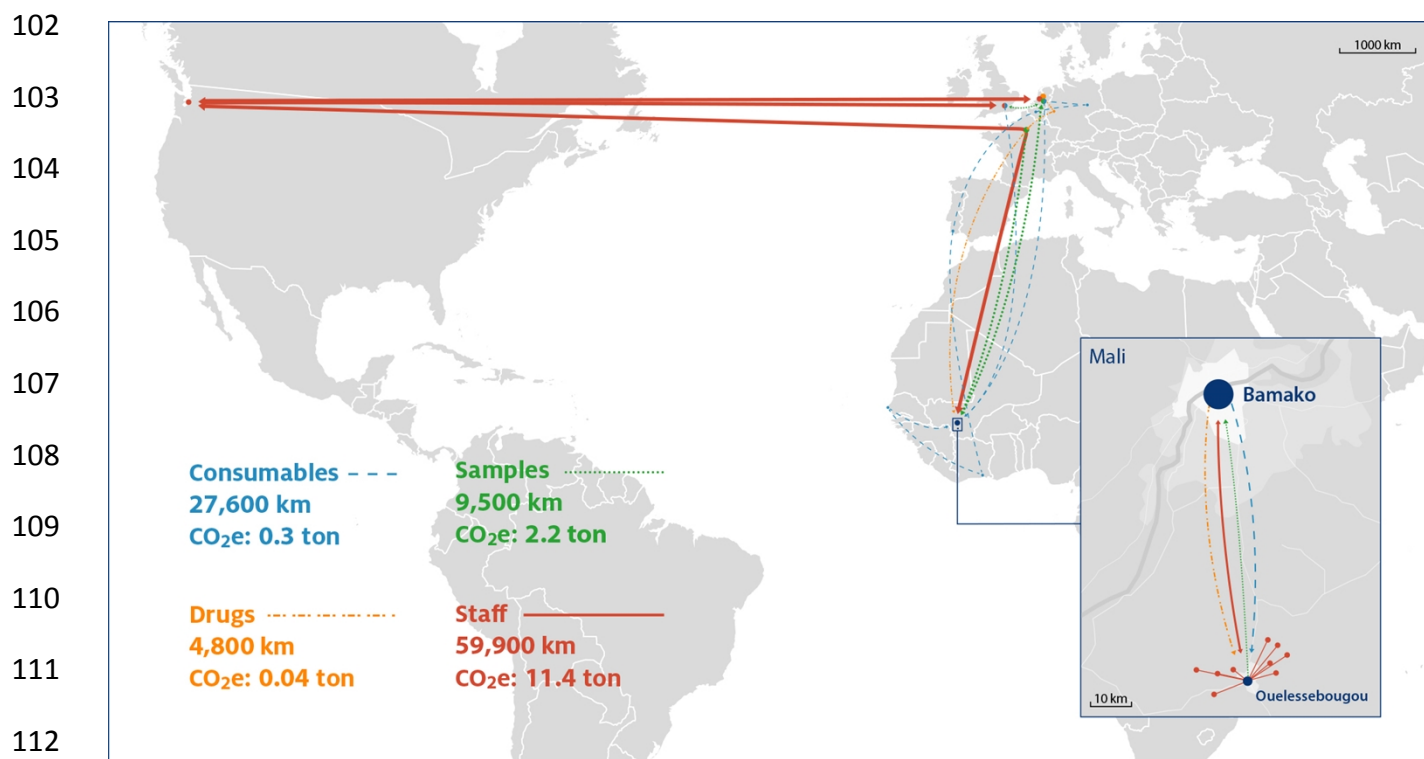 102
1000 km
103
104
105
106
107
Mali
Bamako
108
Consumables
27,600 km
CO₂e: 0.3 ton
Samples
9,500 km
CO₂e: 2.2 ton
109
110
Drugs
4,800 km
CO₂e: 0.04 ton
Staff
59,900 km
CO₂e: 11.4 ton
111
10 km
Ouelessebougou
112